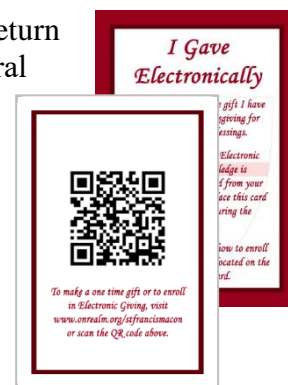 eturn
ral
I Gave
Electronically
gift I have
sgiving for
essings.
Electronic
ledge is
d from your
ace this card
uring the
ow to enroll
ocated on the
rd.
To make a one time gift or to enroll
in Electronic Giving, visit
www.onrealm.org/stfrancismacon
or scan the QR code above.